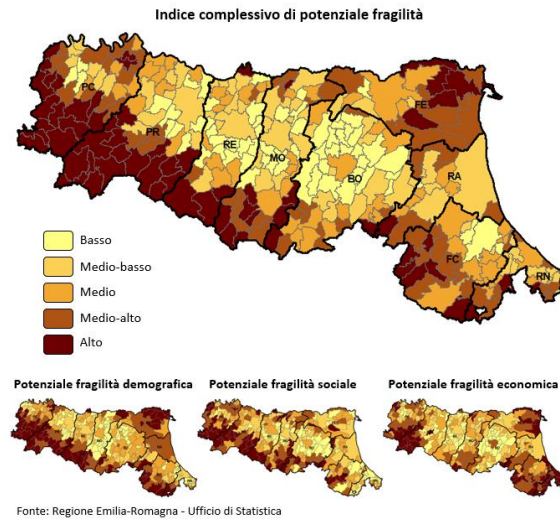 Indice complessivo di potenziale fragilità
PC
PR
RE
MO
BO
FE
RA
FC
RN
Basso
Medio-basso
Medio
Medio-alto
Alto
Potenziale fragilità demografica
Potenziale fragilità sociale
Potenziale fragilità economica
Fonte: Regione Emilia-Romagna - Ufficio di Statistica